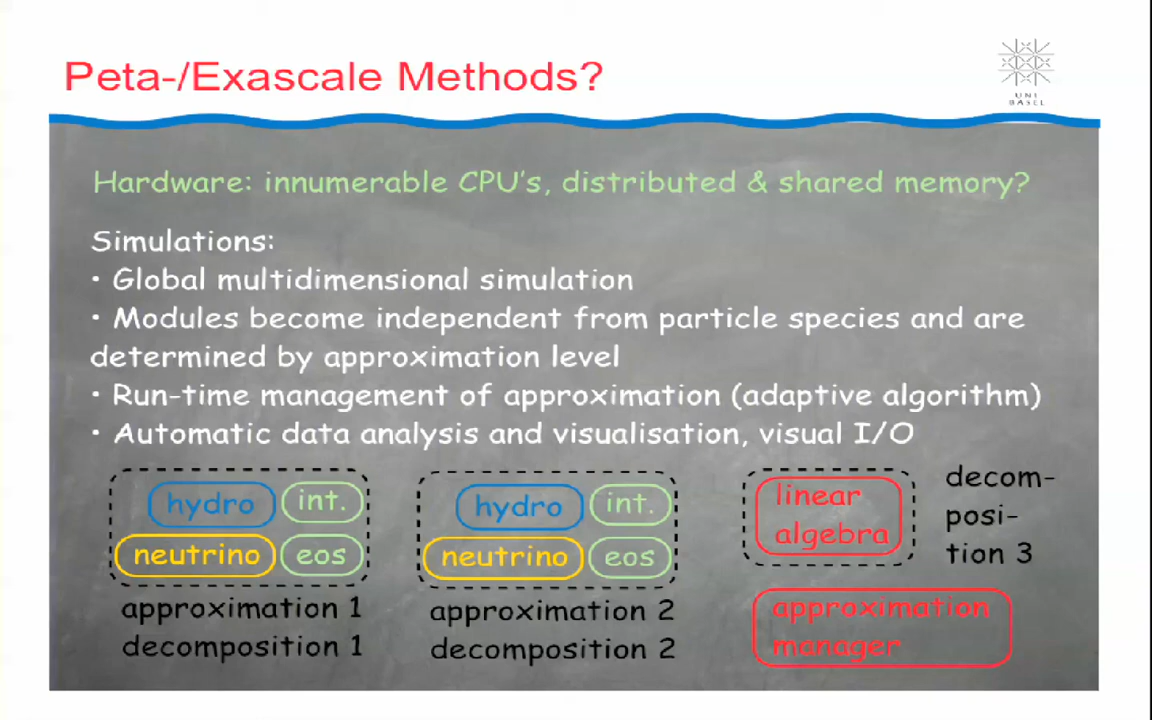 Peta-/Exascale Methods?
UNI
BASEL
Hardware: innumerable CPU's, distributed & shared memory?
Simulations:
• Global multidimensional simulation
• Modules become independent from particle species and are
determined by approximation level
• Run-time management of approximation (adaptive algorithm)
• Automatic data analysis and visualisation, visual I/O
hydro int.
neutrino eos
approximation 1
decomposition 1
hydro int.
neutrino eos
approximation 2
decomposition 2
linear
algebra
decom-
posi-
tion 3
approximation
manager